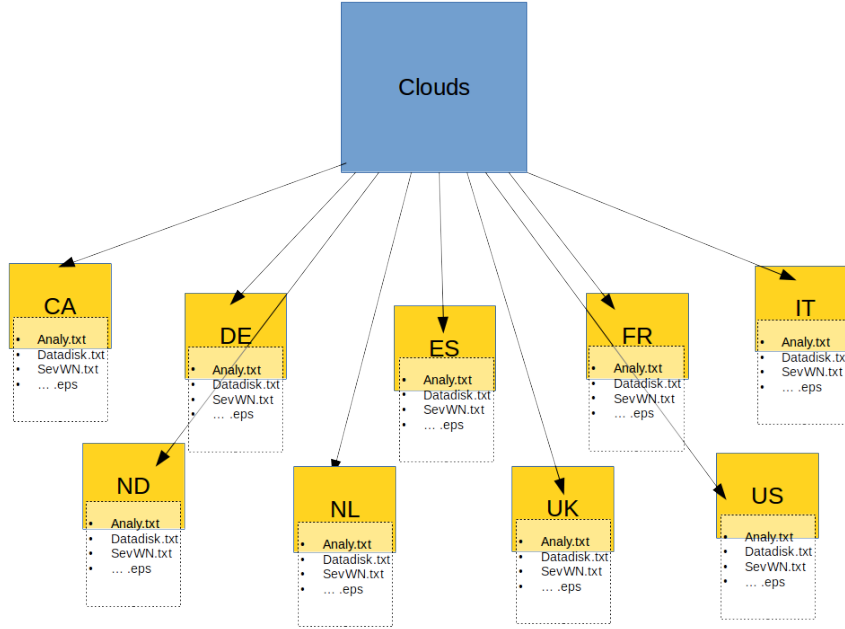 Clouds
CA
• Analy.txt
• Datadisk.txt
• SevWN.txt
• … .eps
DE
• Analy.txt
• Datadisk.txt
• SevWN.txt
• … .eps
ES
• Analy.txt
• Datadisk.txt
• SevWN.txt
• … .eps
FR
• Analy.txt
• Datadisk.txt
• SevWN.txt
• … .eps
IT
• Analy.txt
• Datadisk.txt
• SevWN.txt
• … .eps
ND
• Analy.txt
• Datadisk.txt
• SevWN.txt
• … .eps
NL
• Analy.txt
• Datadisk.txt
• SevWN.txt
• … .eps
UK
• Analy.txt
• Datadisk.txt
• SevWN.txt
• … .eps
US
• Analy.txt
• Datadisk.txt
• SevWN.txt
• … .eps